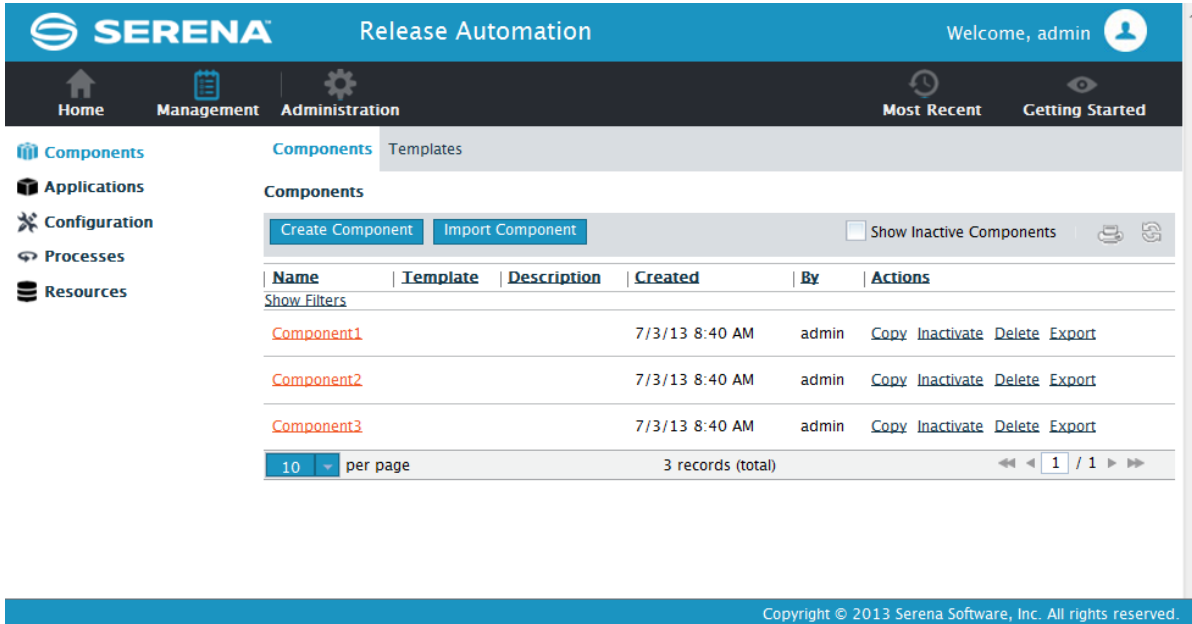 SERENA™ Release Automation Welcome, admin
Home Management Administration Most Recent Getting Started
Components
Applications
Configuration
Processes
Resources
Components Templates
Components
Create Component Import Component Show Inactive Components
Name Template Description Created By Actions
Show Filters
Component1 7/3/13 8:40 AM admin Copy Inactivate Delete Export
Component2 7/3/13 8:40 AM admin Copy Inactivate Delete Export
Component3 7/3/13 8:40 AM admin Copy Inactivate Delete Export
10 per page 3 records (total) 1 / 1
Copyright © 2013 Serena Software, Inc. All rights reserved.